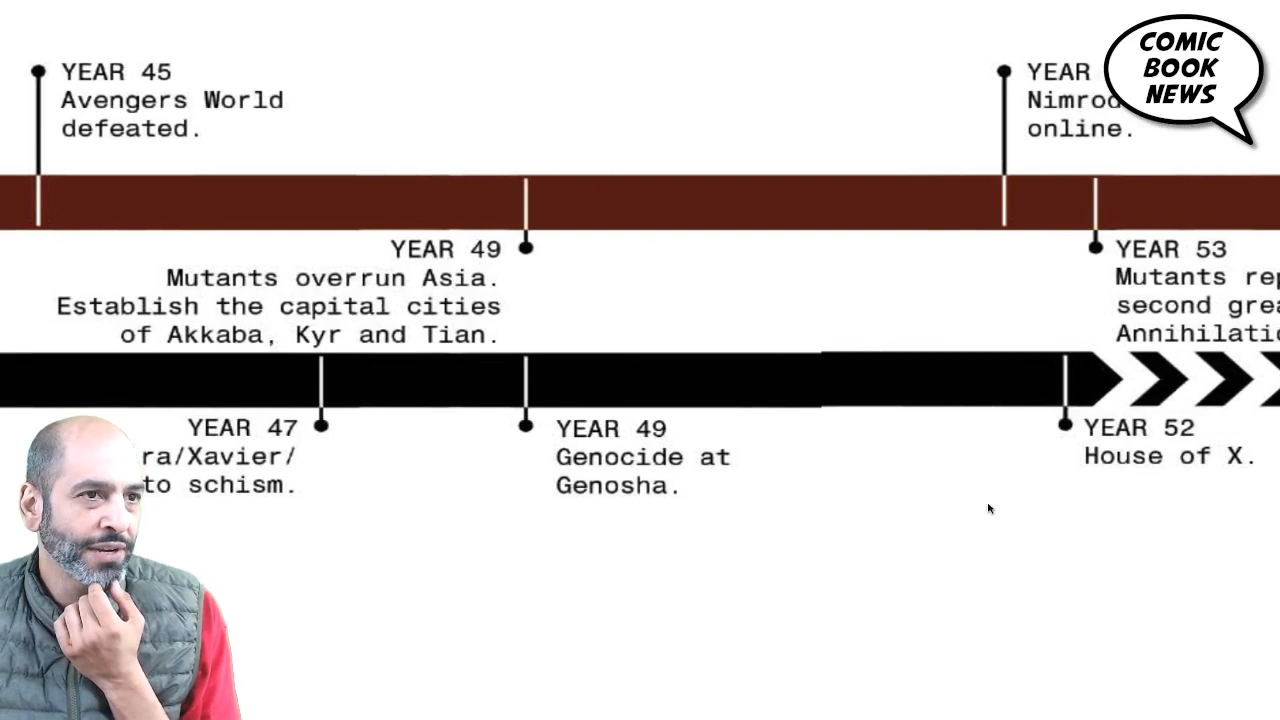 YEAR 45
Avengers World
defeated.
YEAR
Nimrod
online.
COMIC
BOOK
NEWS
YEAR 49
Mutants overrun Asia.
Establish the capital cities
of Akkaba, Kyr and Tian.
YEAR 53
Mutants
second
YEAR 47
Xavier/
schism.
YEAR 49
Genocide at
Genosha.
YEAR 52
House of X.